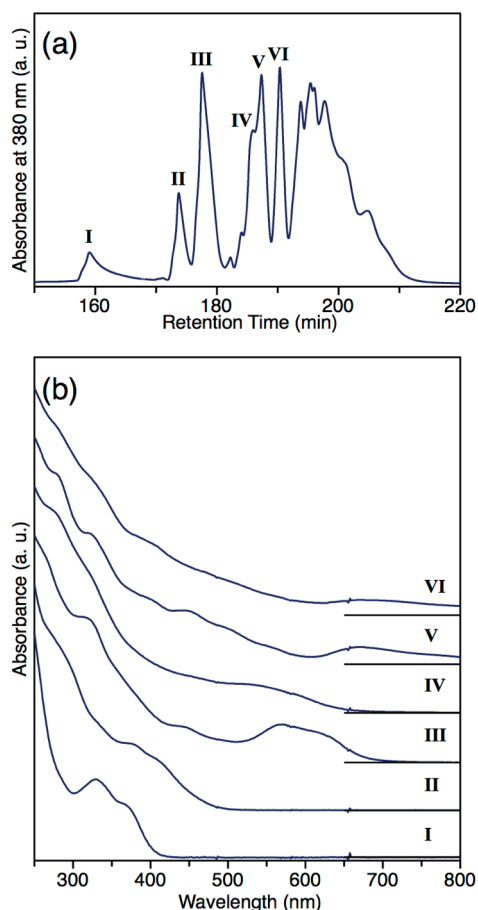 (a)
Absorbance at 380 nm (a. u.)
I
II
III
IV
V
VI
160
180
200
220
Retention Time (min)
(b)
Absorbance (a. u.)
VI
V
IV
III
II
I
300
400
500
600
700
800
Wavelength (nm)